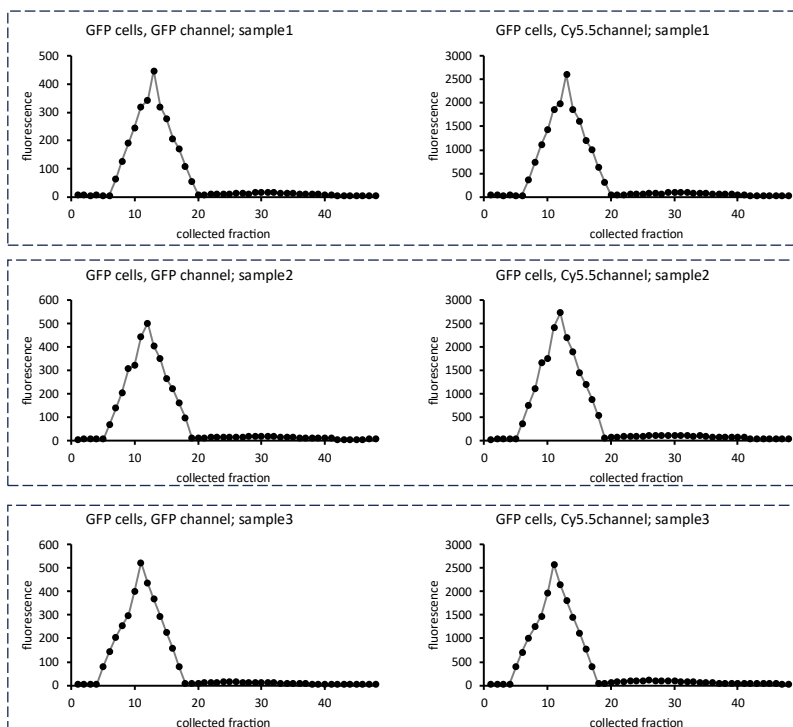 GFP cells, GFP channel; sample1
500
400
300
200
100
0
fluorescence
0 10 20 30 40
collected fraction
GFP cells, Cy5.5channel; sample1
3000
2500
2000
1500
1000
500
0
fluorescence
0 10 20 30 40
collected fraction
GFP cells, GFP channel; sample2
600
500
400
300
200
100
0
fluorescence
0 10 20 30 40
collected fraction
GFP cells, Cy5.5channel; sample2
3000
2500
2000
1500
1000
500
0
fluorescence
0 10 20 30 40
collected fraction
GFP cells, GFP channel; sample3
600
500
400
300
200
100
0
fluorescence
0 10 20 30 40
collected fraction
GFP cells, Cy5.5channel; sample3
3000
2500
2000
1500
1000
500
0
fluorescence
0 10 20 30 40
collected fraction